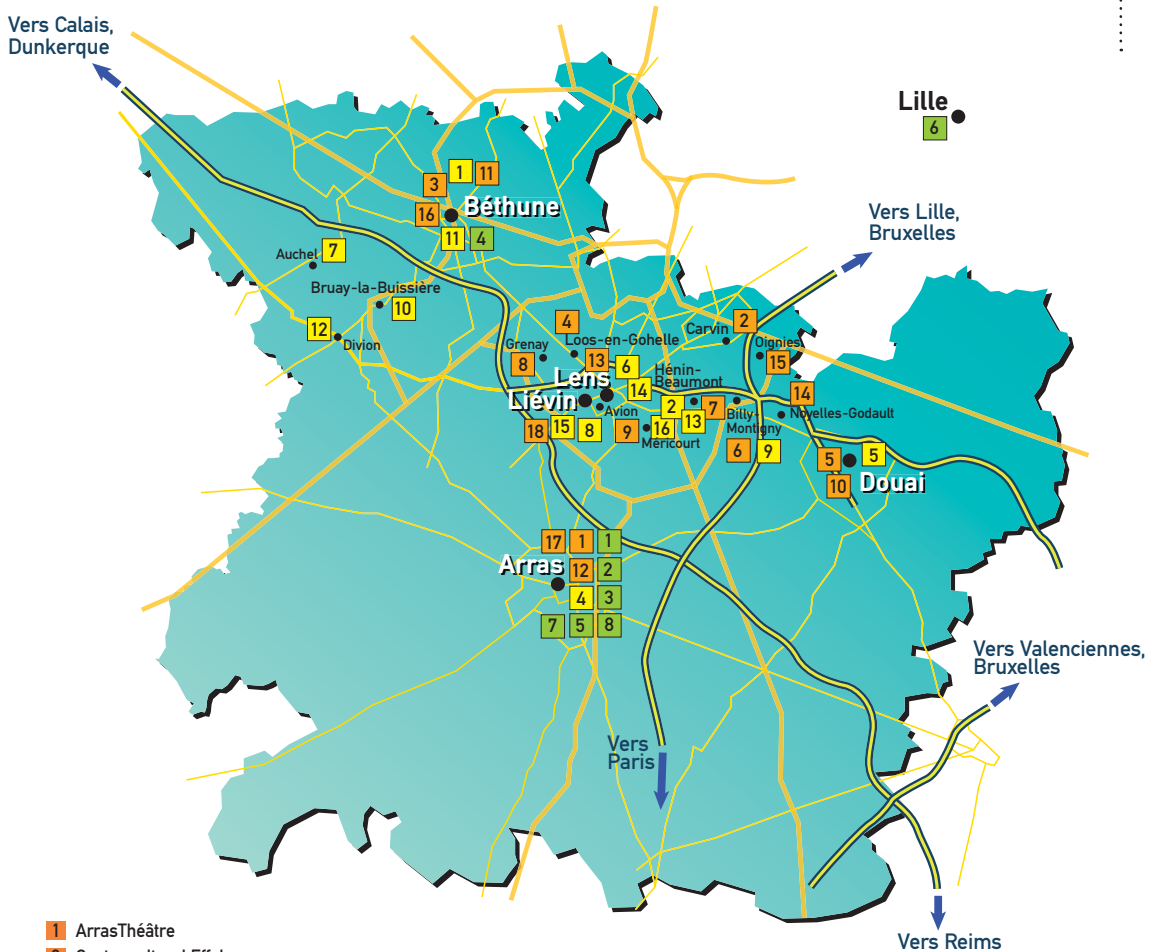 Vers Calais,
Dunkerque
Lille
6
1 11
3
Béthune
16
11 4
Vers Lille,
Bruxelles
Auchel 7
Bruay-la-Buissière
10
12
Divion
4
2
Carvin
Grenay
Loos-en-Gohelle
Oignies
8
13 6
15
Hénin-
Beaumont
Lens
14
14
Liévin
Avion
2 7
Billy-
Montigny
Noyelles-Godault
13
18 15 8 9 16
Méricourt
6 9
5 5
10
Douai
17 1 1
Arras
12 2
4 3
7 5 8
Vers Valenciennes,
Bruxelles
Vers
Paris
1 ArrasThéâtre
Vers Reims